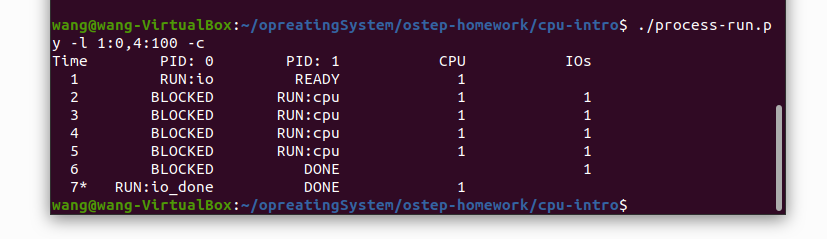 wang@wang-VirtualBox:~/opreatingSystem/ostep-homework/cpu-intro$ ./process-run.p
y -l 1:0,4:100 -c
Time        PID: 0        PID: 1           CPU           IOs
  1         RUN:io         READY             1
  2        BLOCKED       RUN:cpu             1             1
  3        BLOCKED       RUN:cpu             1             1
  4        BLOCKED       RUN:cpu             1             1
  5        BLOCKED       RUN:cpu             1             1
  6        BLOCKED          DONE                           1
  7*   RUN:io_done          DONE             1
wang@wang-VirtualBox:~/opreatingSystem/ostep-homework/cpu-intro$